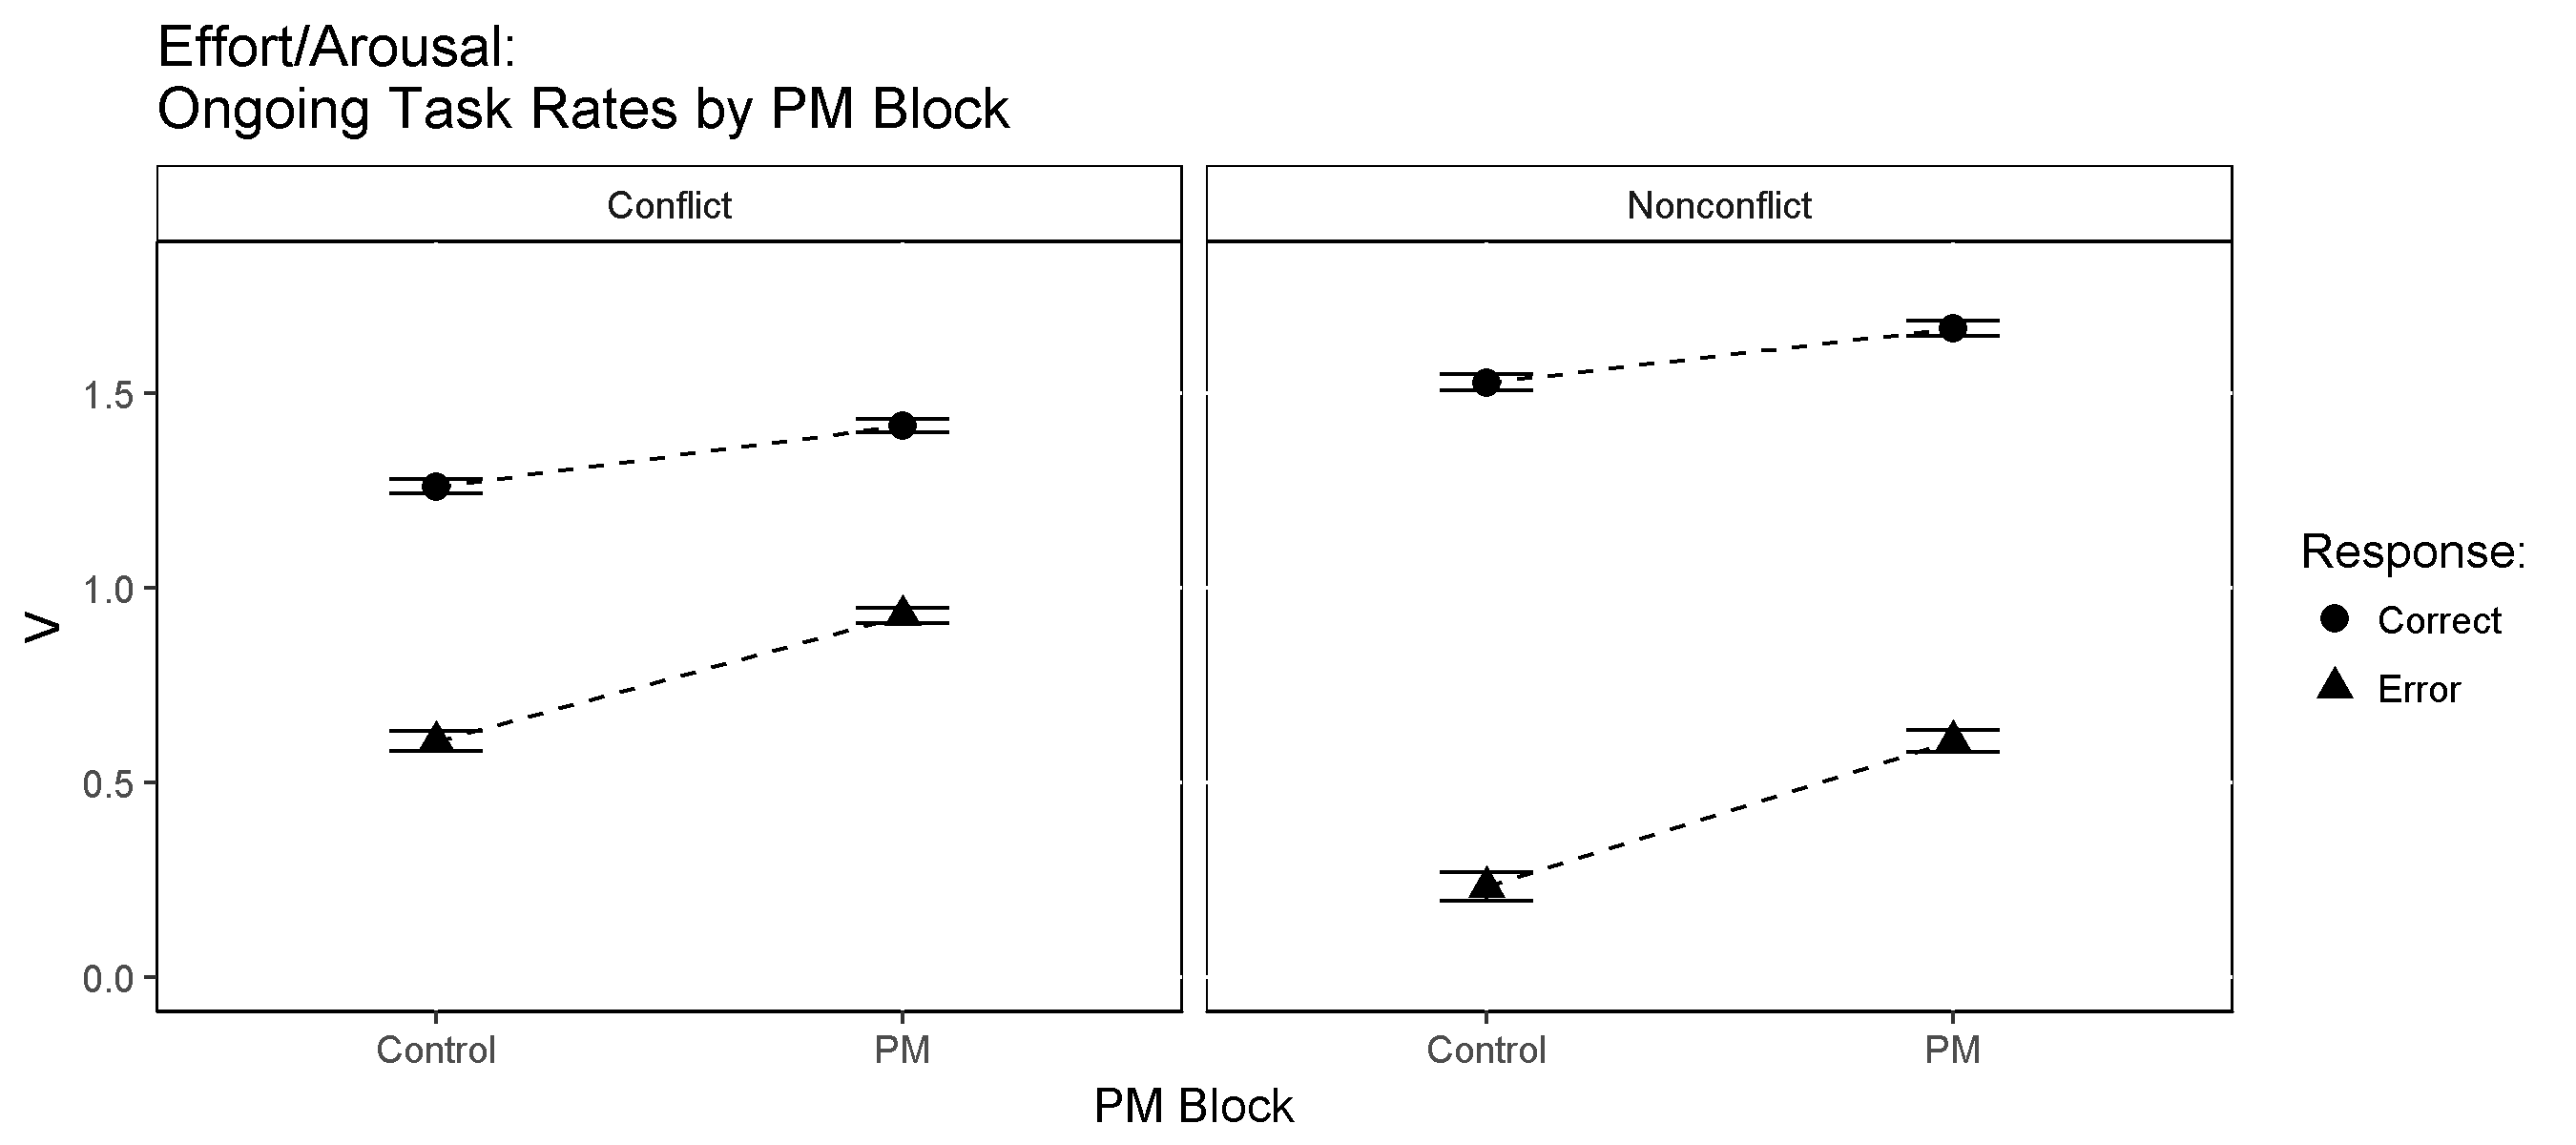 Effort/Arousal:
Ongoing Task Rates by PM Block
Conflict
Nonconflict
V
1.5
1.0
0.5
0.0
Control
PM
Control
PM
PM Block
Response:
Correct
Error